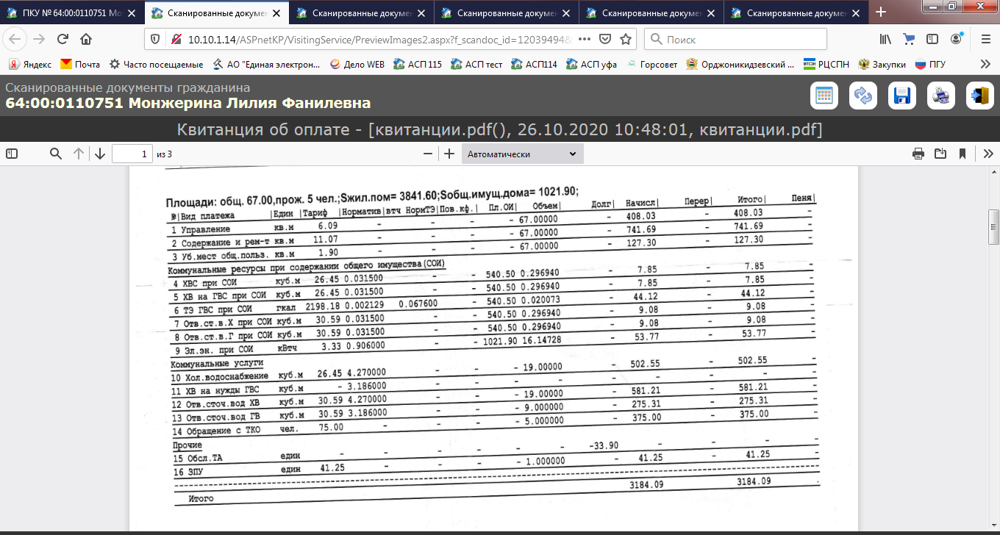 ПКУ № 64:00:0110751 Мо
Сканированные докумен
Сканированные докумен
Сканированные докумен
Сканированные докумен
Сканированные докумен
10.10.1.14/ASPnetKP/VisitingService/PreviewImages2.aspx?f_scandoc_id=12039494&
Поиск
Яндекс
Почта
Часто посещаемые
АО "Единая электрон...
Дело WEB
АСП 115
АСП тест
АСП114
АСП уфа
Горсовет
Орджоникидзевский ...
РЦСПН
Закупки
ПГУ
Сканированные документы гражданина
64:00:0110751 Монжерина Лилия Фанилевна
Квитанция об оплате - [квитанции.pdf(), 26.10.2020 10:48:01, квитанции.pdf]
1 из 3
Автоматически
Площади: общ. 67.00,прож. 5 чел.;Sжил.пом= 3841.60;Sобщ.имущ.дома= 1021.90;
№|Вид платежа |Един |Тариф |Норматив|втч НормТЭ|Пов.кф.| Пл.ОИ| Объем| Долг| Начисл| Перер| Итого| Пеня|
1 Управление кв.м 6.09 - - - - 67.00000 - 408.03 - 408.03 -
2 Содержание и рем-т кв.м 11.07 - - - - 67.00000 - 741.69 - 741.69 -
3 Уб.мест общ.польз. кв.м 1.90 - - - - 67.00000 - 127.30 - 127.30 -
Коммунальные ресурсы при содержании общего имущества(СОИ)
4 ХВС при СОИ куб.м 26.45 0.031500 - - 540.50 0.296940 - 7.85 - 7.85 -
5 ХВ на ГВС при СОИ куб.м 26.45 0.031500 - - 540.50 0.296940 - 7.85 - 7.85 -
6 ТЭ ГВС при СОИ гкал 2198.18 0.002129 0.067600 - 540.50 0.020073 - 44.12 - 44.12 -
7 Отв.ст.в.Х при СОИ куб.м 30.59 0.031500 - - 540.50 0.296940 - 9.08 - 9.08 -
8 Отв.ст.в.Г при СОИ куб.м 30.59 0.031500 - - 540.50 0.296940 - 9.08 - 9.08 -
9 Эл.эн. при СОИ кВтч 3.33 0.906000 - - 1021.90 16.14728 - 53.77 - 53.77 -
Коммунальные услуги
10 Хол.водоснабжение куб.м 26.45 4.270000 - - - 19.00000 - 502.55 - 502.55 -
11 ХВ на нужды ГВС куб.м - 3.186000 - - - - - - - - -
12 Отв.сточ.вод ХВ куб.м 30.59 4.270000 - - - 19.00000 - 581.21 - 581.21 -
13 Отв.сточ.вод ГВ куб.м 30.59 3.186000 - - - 9.000000 - 275.31 - 275.31 -
14 Обращение с ТКО чел. 75.00 - - - - 5.000000 - 375.00 - 375.00 -
Прочие
15 Обсл.ТА един - - - - - - -33.90 - - - -
16 ЗПУ един 41.25 - - - - 1.000000 - 41.25 - 41.25 -
Итого 3184.09 3184.09